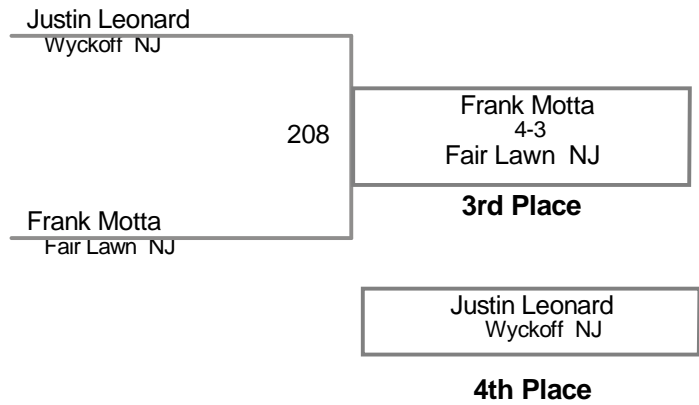 Justin Leonard
Wyckoff NJ
208
Frank Motta
4-3
Fair Lawn NJ
3rd Place
Frank Motta
Fair Lawn NJ
Justin Leonard
Wyckoff NJ
4th Place